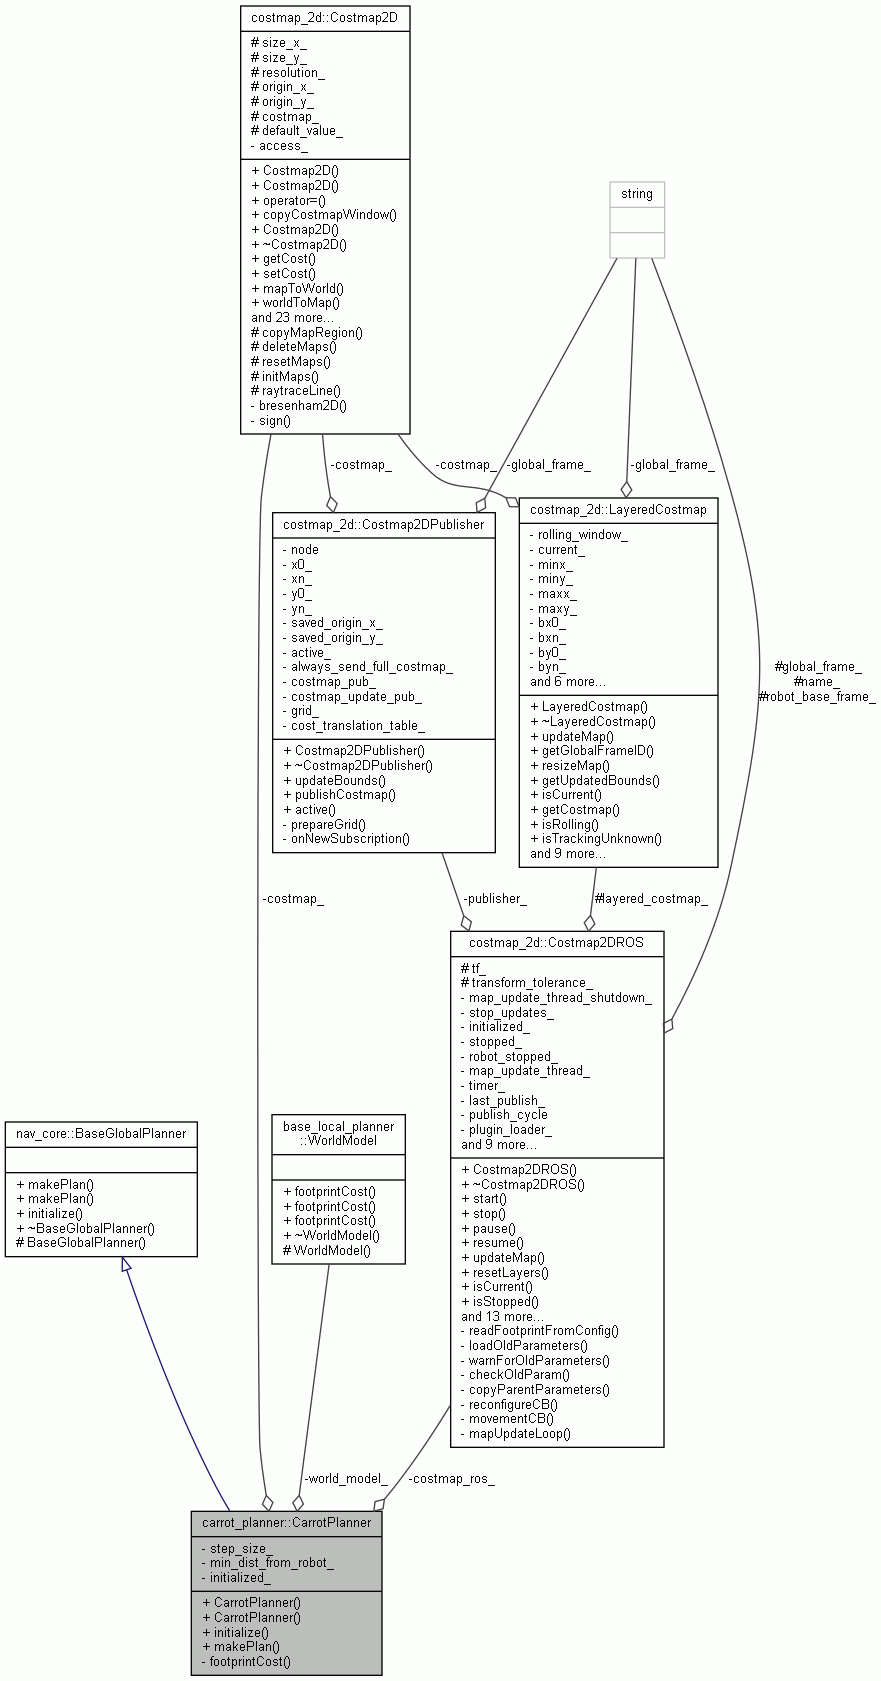 costmap_2d::Costmap2D
# size_x_
# size_y_
# resolution_
# origin_x_
# origin_y_
# costmap_
# default_value_
- access_
+ Costmap2D()
+ Costmap2D()
+ operator=()
+ copyCostmapWindow()
+ Costmap2D()
+ ~Costmap2D()
+ getCost()
+ setCost()
+ mapToWorld()
+ worldToMap()
and 23 more...
# copyMapRegion()
# deleteMaps()
# resetMaps()
# initMaps()
# raytraceLine()
- bresenham2D()
- sign()
string
-costmap_
-costmap_
-global_frame_
-global_frame_
costmap_2d::Costmap2DPublisher
- node
- x0_
- xn_
- y0_
- yn_
- saved_origin_x_
- saved_origin_y_
- active_
- always_send_full_costmap_
- costmap_pub_
- costmap_update_pub_
- grid_
- cost_translation_table_
+ Costmap2DPublisher()
+ ~Costmap2DPublisher()
+ updateBounds()
+ publishCostmap()
+ active()
- prepareGrid()
- onNewSubscription()
costmap_2d::LayeredCostmap
- rolling_window_
- current_
- minx_
- miny_
- maxx_
- maxy_
- bx0_
- bxn_
- by0_
- byn_
and 6 more...
+ LayeredCostmap()
+ ~LayeredCostmap()
+ updateMap()
+ getGlobalFrameID()
+ resizeMap()
+ getUpdatedBounds()
+ isCurrent()
+ getCostmap()
+ isRolling()
+ isTrackingUnknown()
and 9 more...
#global_frame_
#name_
#robot_base_frame_
-costmap_
-publisher_
#layered_costmap_
costmap_2d::Costmap2DROS
# tf_
# transform_tolerance_
- map_update_thread_shutdown_
- stop_updates_
- initialized_
- stopped_
- robot_stopped_
- map_update_thread_
- timer_
- last_publish_
- publish_cycle
- plugin_loader_
and 9 more...
+ Costmap2DROS()
+ ~Costmap2DROS()
+ start()
+ stop()
+ pause()
+ resume()
+ updateMap()
+ resetLayers()
+ isCurrent()
+ isStopped()
and 13 more...
- readFootprintFromConfig()
- loadOldParameters()
- warnForOldParameters()
- checkOldParam()
- copyParentParameters()
- reconfigureCB()
- movementCB()
- mapUpdateLoop()
nav_core::BaseGlobalPlanner
+ makePlan()
+ makePlan()
+ initialize()
+ ~BaseGlobalPlanner()
# BaseGlobalPlanner()
base_local_planner
::WorldModel
+ footprintCost()
+ footprintCost()
+ footprintCost()
+ ~WorldModel()
# WorldModel()
-world_model_
-costmap_ros_
carrot_planner::CarrotPlanner
- step_size_
- min_dist_from_robot_
- initialized_
+ CarrotPlanner()
+ CarrotPlanner()
+ initialize()
+ makePlan()
- footprintCost()